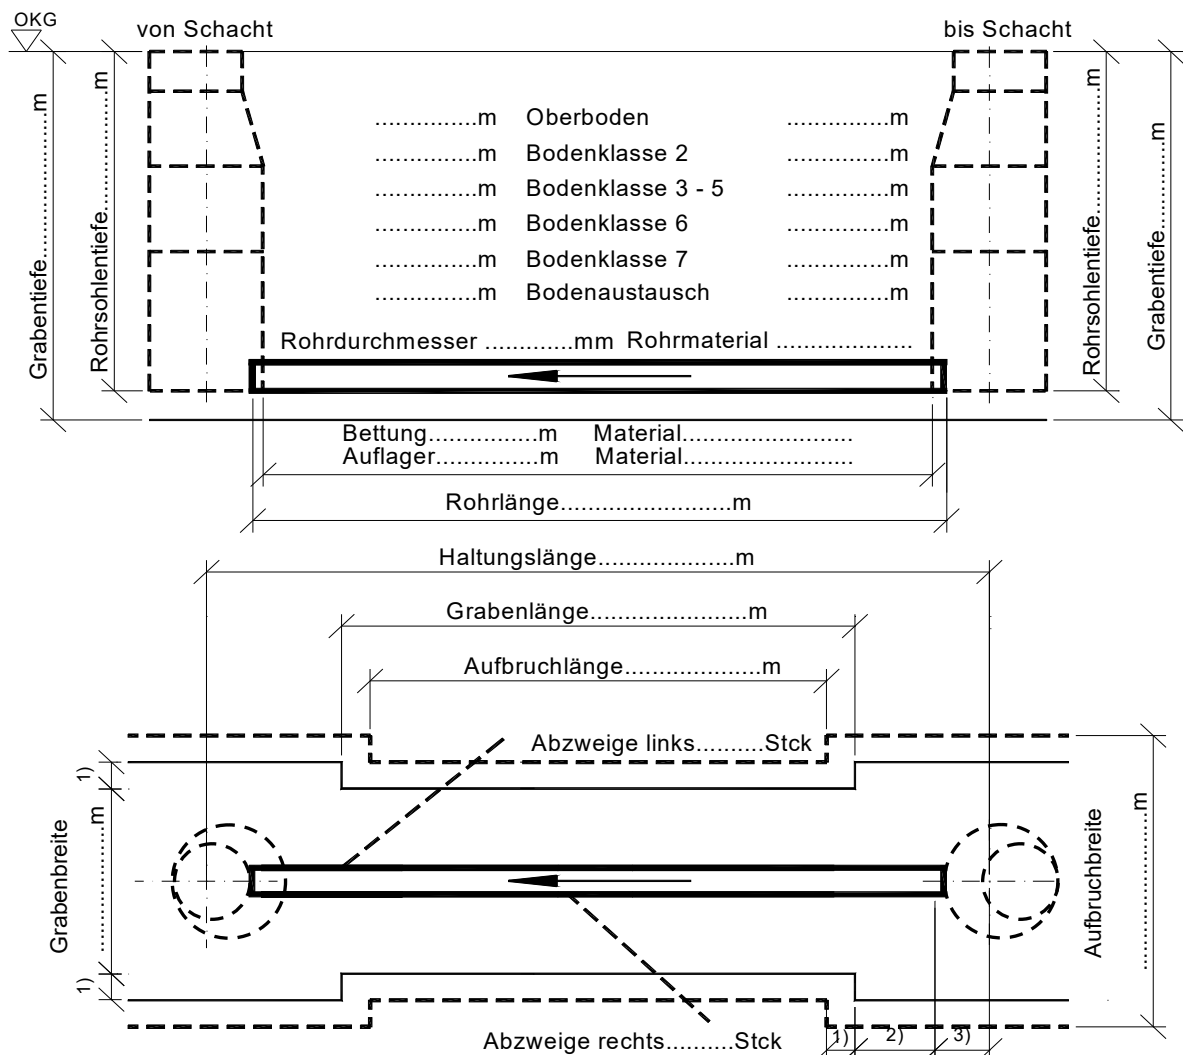 OKG
von Schacht
bis Schacht
Grabentiefe............m
Rohrsohlentiefe.................m
...............m Oberboden ...............m
...............m Bodenklasse 2 ...............m
...............m Bodenklasse 3 - 5 ...............m
...............m Bodenklasse 6 ...............m
...............m Bodenklasse 7 ...............m
...............m Bodenaustausch ...............m
Rohrsohlentiefe.................m
Grabentiefe............m
Rohrdurchmesser .............mm Rohrmaterial ....................
Bettung................m Material.........................
Auflager...............m Material.........................
Rohrlänge.........................m
Haltungslänge....................m
Grabenlänge.......................m
Aufbruchlänge....................m
Abzweige links..........Stck
1)
Grabenbreite ................m
1)
Aufbruchbreite ......................m
Abzweige rechts..........Stck
1)
2)
3)